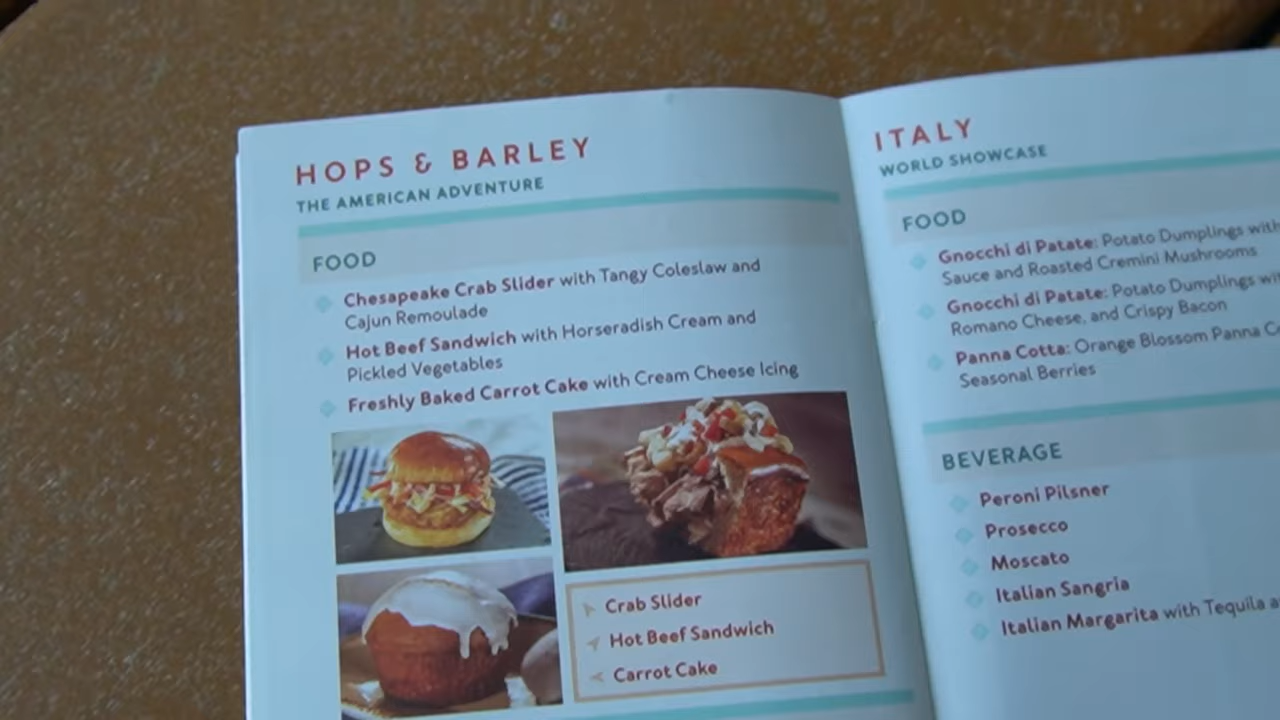 HOPS & BARLEY
THE AMERICAN ADVENTURE
FOOD
Chesapeake Crab Slider with Tangy Coleslaw and
Cajun Remoulade
Hot Beef Sandwich with Horseradish Cream and
Pickled Vegetables
Freshly Baked Carrot Cake with Cream Cheese Icing
Crab Slider
Hot Beef Sandwich
Carrot Cake
ITALY
WORLD SHOWCASE
FOOD
Gnocchi di Patate: Potato Dumplings with
Sauce and Roasted Cremini Mushrooms
Gnocchi di Patate: Potato Dumplings
Romano Cheese, and Crispy Bacon
Panna Cotta: Orange Blossom Panna
Seasonal Berries
BEVERAGE
Peroni Pilsner
Prosecco
Moscato
Italian Sangria
Italian Margarita with Tequila